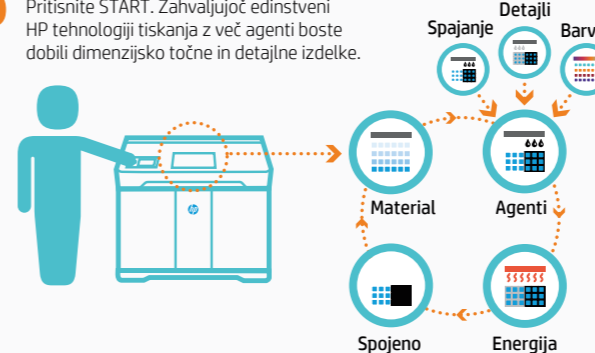 Pritisnite START. Zahvaljujoč edinstveni
HP tehnologiji tiskanja z več agenti boste
dobili dimenzijsko točne in detajlne izdelke.
Detajli
Spajanje
Material
Agenti
Spojeno
Energija